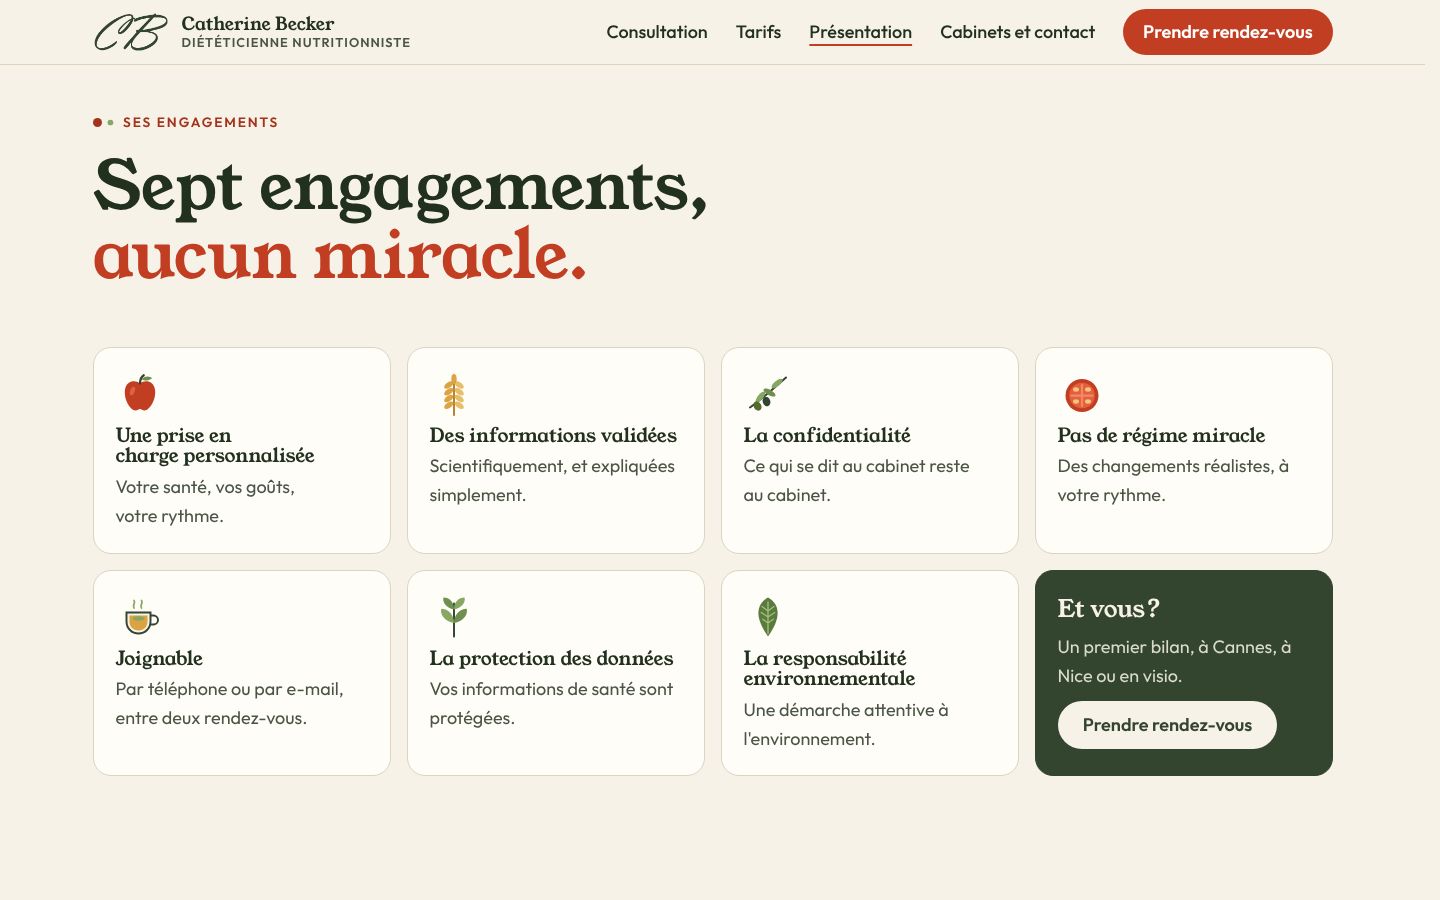 CB
Catherine Becker
DIÉTÉTICIENNE NUTRITIONNISTE
Consultation
Tarifs
Présentation
Cabinets et contact
Prendre rendez-vous
SES ENGAGEMENTS
Sept engagements,
aucun miracle.
Une prise en
charge personnalisée
Votre santé, vos goûts,
votre rythme.
Des informations validées
Scientifiquement, et expliquées
simplement.
La confidentialité
Ce qui se dit au cabinet reste
au cabinet.
Pas de régime miracle
Des changements réalistes, à
votre rythme.
Joignable
Par téléphone ou par e-mail,
entre deux rendez-vous.
La protection des données
Vos informations de santé sont
protégées.
La responsabilité
environnementale
Une démarche attentive à
l'environnement.
Et vous ?
Un premier bilan, à Cannes, à
Nice ou en visio.
Prendre rendez-vous